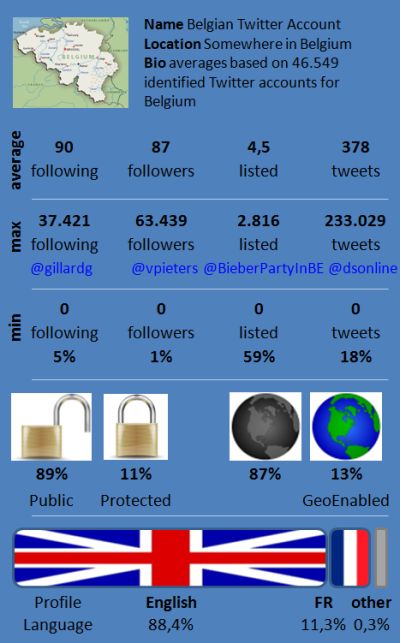 Name Belgian Twitter Account
Location Somewhere in Belgium
Bio averages based on 46.549
identified Twitter accounts for
Belgium
BELGIUM
average
90 87 4,5 378
following followers listed tweets
max
37.421 63.439 2.816 233.029
following followers listed tweets
@gillardg @vpieters @BieberPartyInBE @dsonline
min
0 0 0 0
following followers listed tweets
5% 1% 59% 18%
89% 11% 87% 13%
Public Protected GeoEnabled
Profile English FR other
Language 88,4% 11,3% 0,3%